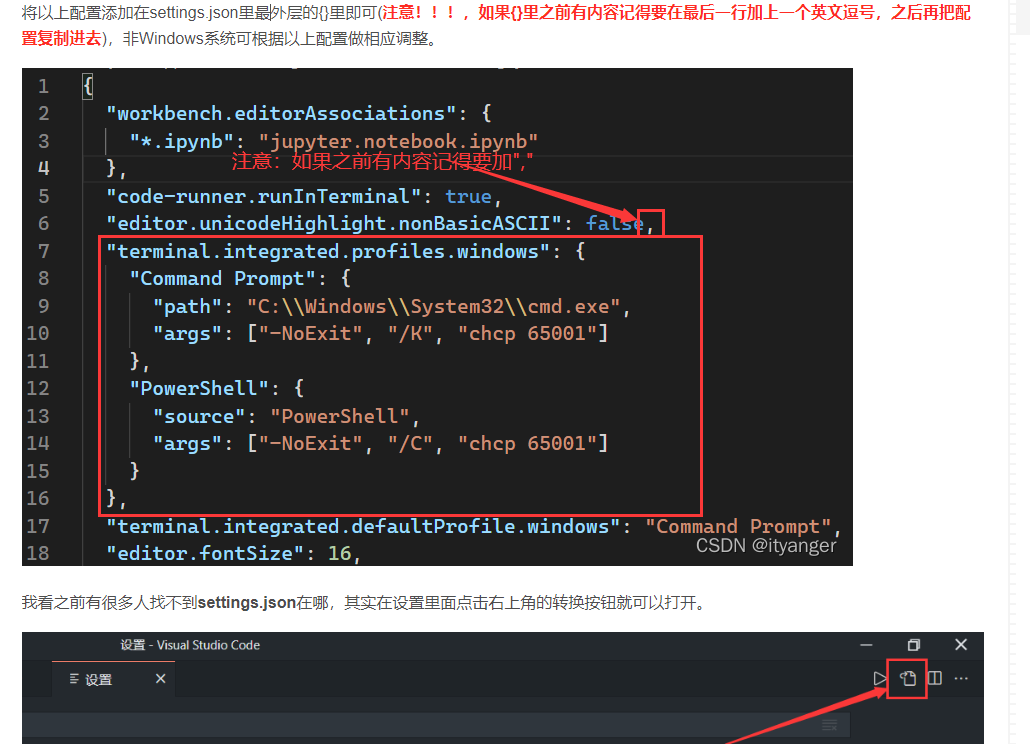 将以上配置添加在settings.json里最外层的{}里即可(注意！！！，如果{}里之前有内容记得要在最后一行加上一个英文逗号，之后再把配
置复制进去)，非Windows系统可根据以上配置做相应调整。
1 {
2 "workbench.editorAssociations": {
3 "*.ipynb": "jupyter.notebook.ipynb"
注意：如果之前有内容记得要加","
4 },
5 "code-runner.runInTerminal": true,
6 "editor.unicodeHighlight.nonBasicASCII": false,
7 "terminal.integrated.profiles.windows": {
8 "Command Prompt": {
9 "path": "C:\\Windows\\System32\\cmd.exe",
10 "args": ["-NoExit", "/K", "chcp 65001"]
11 },
12 "PowerShell": {
13 "source": "PowerShell",
14 "args": ["-NoExit", "/C", "chcp 65001"]
15 }
16 },
17 "terminal.integrated.defaultProfile.windows": "Command Prompt",
18 "editor.fontSize": 16,
CSDN @ityanger
我看之前有很多人找不到settings.json在哪，其实在设置里面点击右上角的转换按钮就可以打开。
设置 - Visual Studio Code
设置